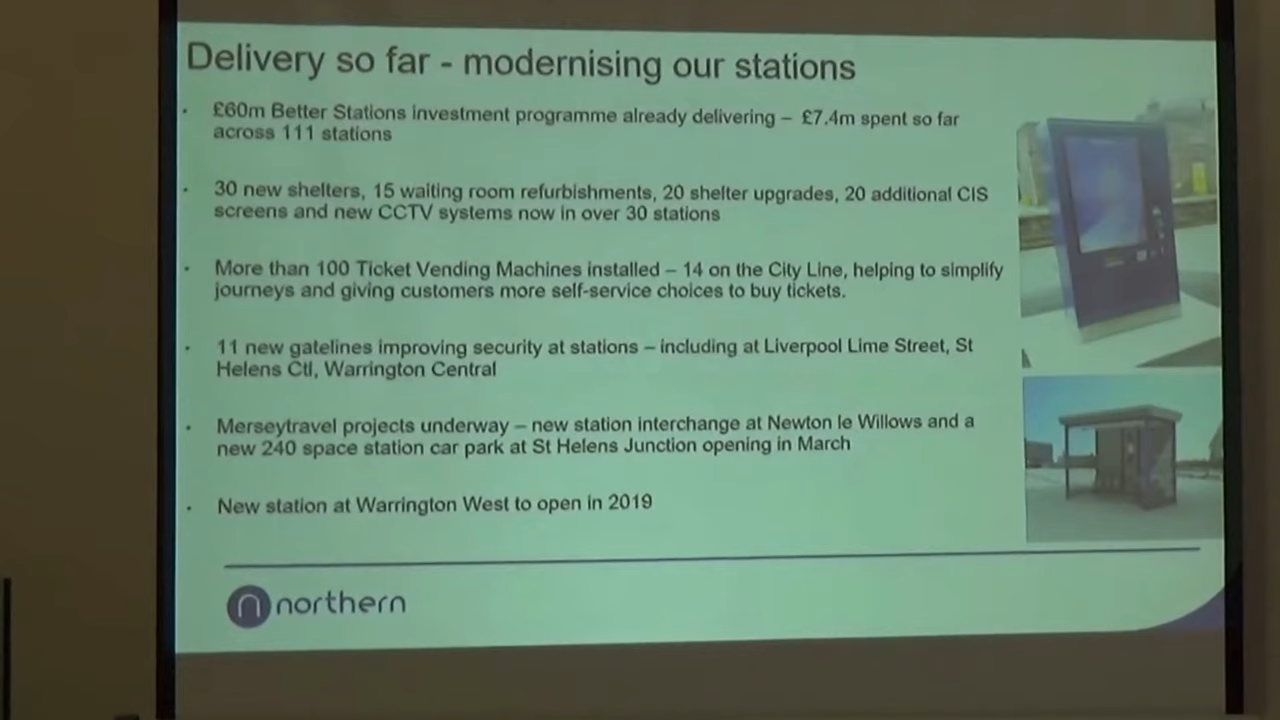 Delivery so far - modernising our stations
· £60m Better Stations investment programme already delivering – £7.4m spent so far
across 111 stations
· 30 new shelters, 15 waiting room refurbishments, 20 shelter upgrades, 20 additional CIS
screens and new CCTV systems now in over 30 stations
· More than 100 Ticket Vending Machines installed – 14 on the City Line, helping to simplify
journeys and giving customers more self-service choices to buy tickets.
· 11 new gatelines improving security at stations – including at Liverpool Lime Street, St
Helens Ctl, Warrington Central
· Merseytravel projects underway – new station interchange at Newton le Willows and a
new 240 space station car park at St Helens Junction opening in March
· New station at Warrington West to open in 2019
n northern